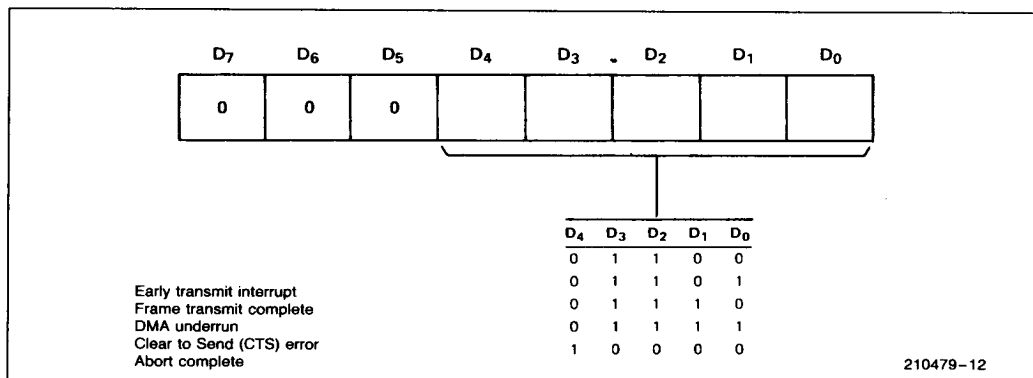 D7 D6 D5 D4 D3 D2 D1 D0
0 0 0
D4 D3 D2 D1 D0
0 1 1 0 0
0 1 1 0 1
Early transmit interrupt
0 1 1 1 0
Frame transmit complete
0 1 1 1 1
DMA underrun
Clear to Send (CTS) error
1 0 0 0 0
Abort complete
210479-12